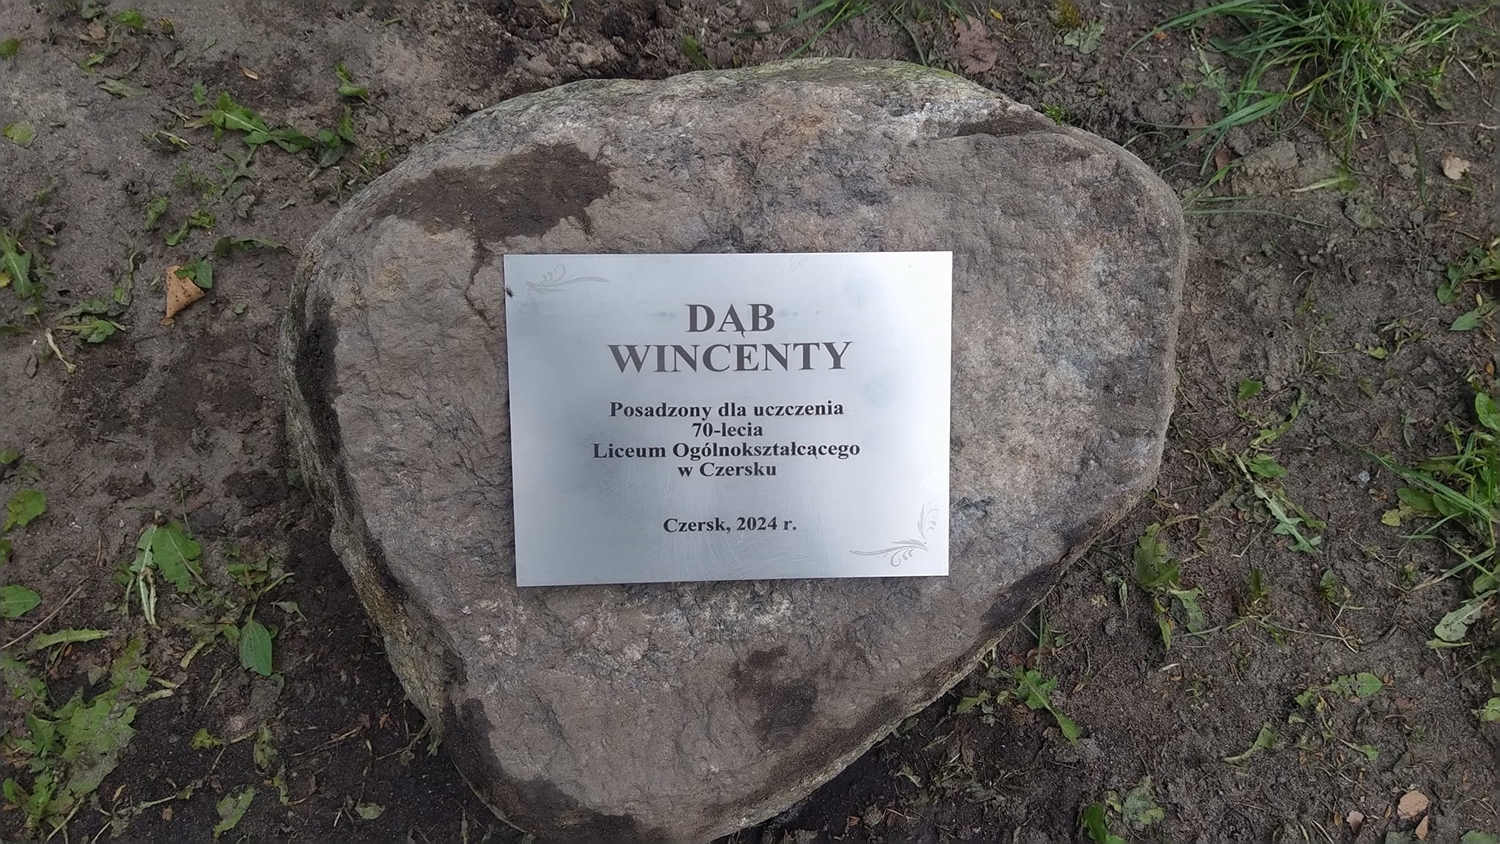 DĄB
WINCENTY
Posadzony dla uczczenia
70-lecia
Liceum Ogólnokształcącego
w Czersku
Czersk, 2024 r.